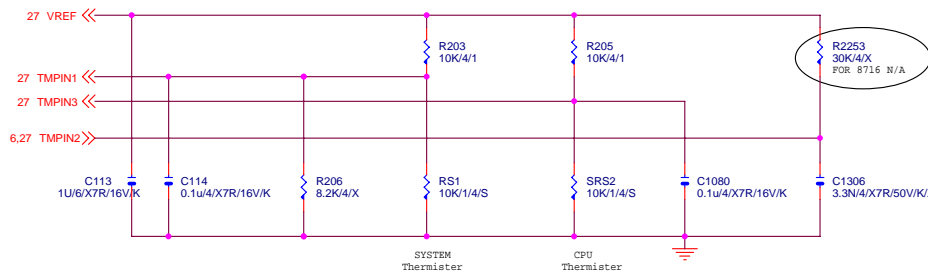 27 VREF
R203
10K/4/1
R205
10K/4/1
R2253
30K/4/X
FOR 8716 N/A
27 TMPIN1
27 TMPIN3
6,27 TMPIN2
C113
1U/6/X7R/16V/K
C114
0.1u/4/X7R/16V/K
R206
8.2K/4/X
RS1
10K/1/4/S
SRS2
10K/1/4/S
C1080
0.1u/4/X7R/16V/K
C1306
3.3N/4/X7R/50V/K/
SYSTEM
Thermister
CPU
Thermister